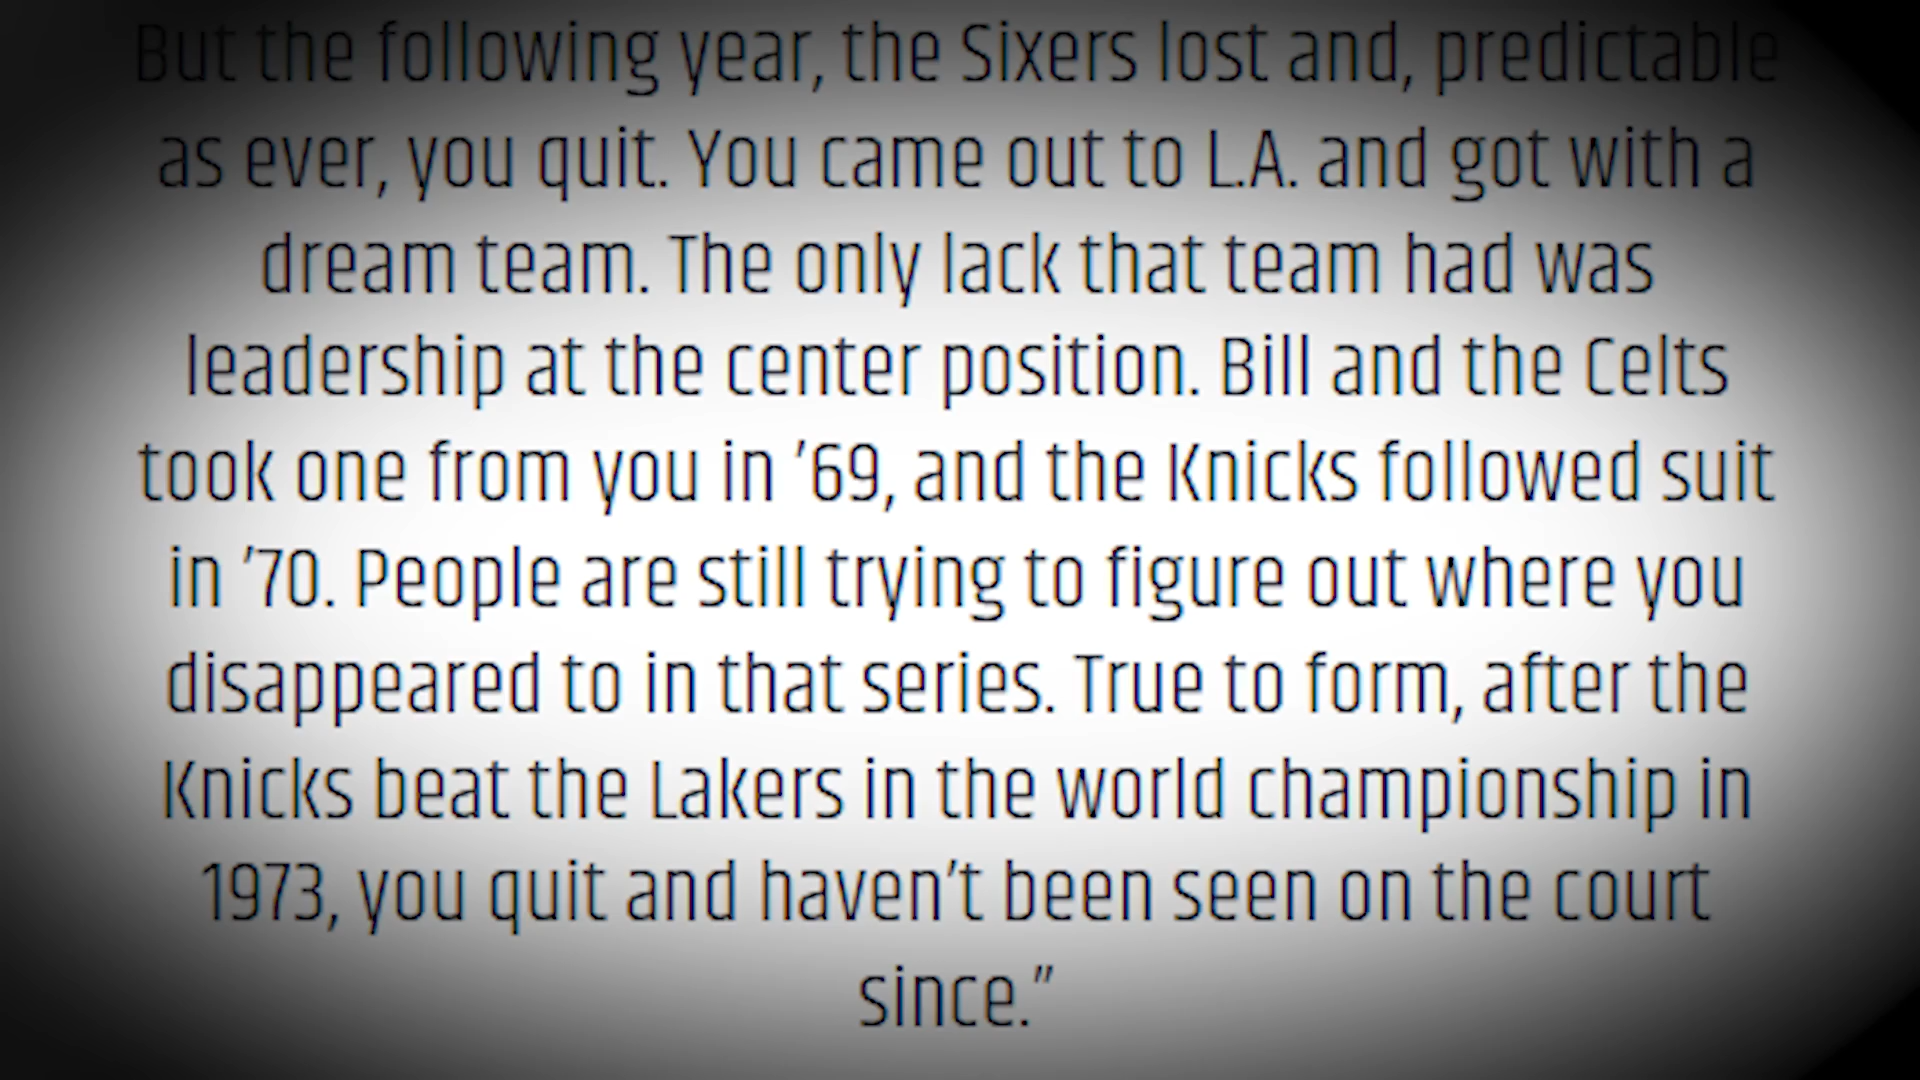 But the following year, the Sixers lost and, predictable
as ever, you quit. You came out to L.A. and got with a
dream team. The only lack that team had was
leadership at the center position. Bill and the Celts
took one from you in ’69, and the Knicks followed suit
in ’70. People are still trying to figure out where you
disappeared to in that series. True to form, after the
Knicks beat the Lakers in the world championship in
1973, you quit and haven’t been seen on the court
since.”